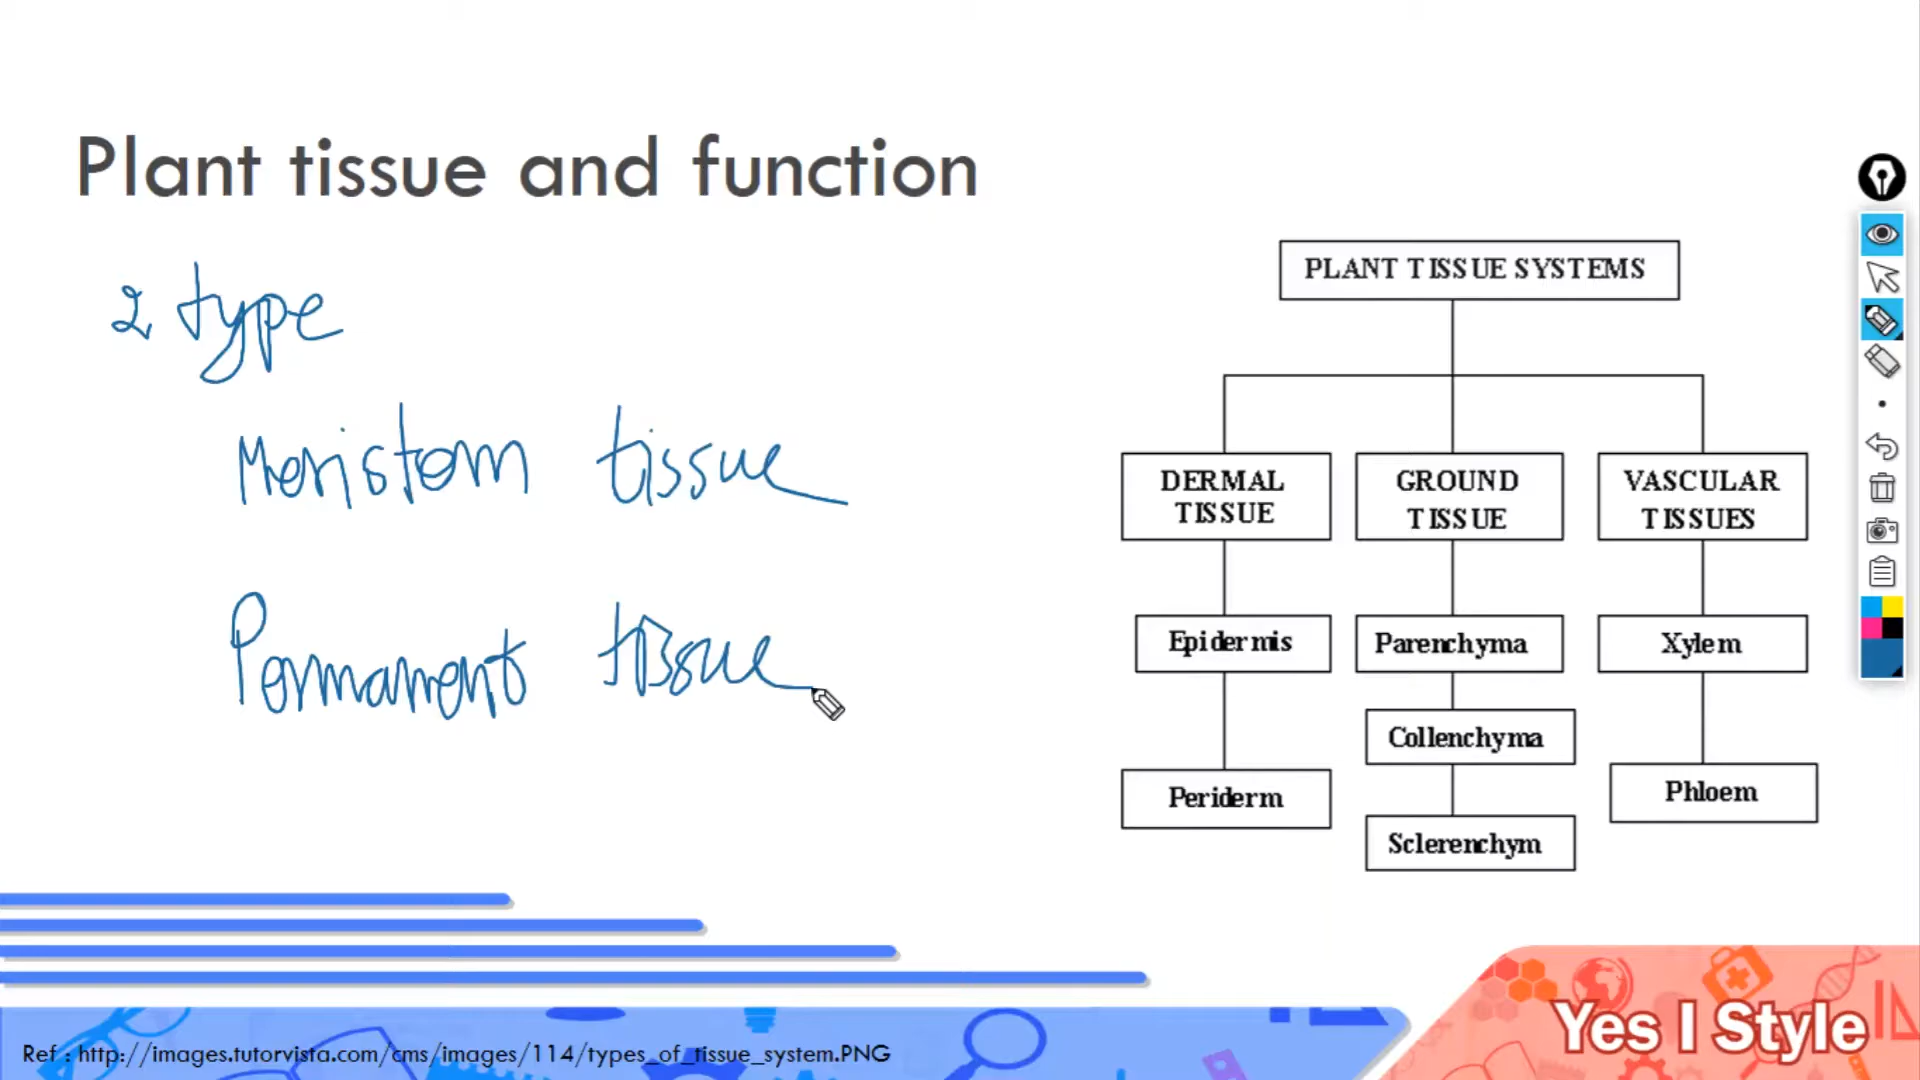 Plant tissue and function
2 type
Meristem tissue
Permanent tissue
PLANT TISSUE SYSTEMS
DERMAL
TISSUE
GROUND
TISSUE
VASCULAR
TISSUES
Epidermis
Parenchyma
Xylem
Collenchyma
Periderm
Phloem
Sclerenchym
Ref : http://images.tutorvista.com/cms/images/114/types_of_tissue_system.PNG
Yes I Style